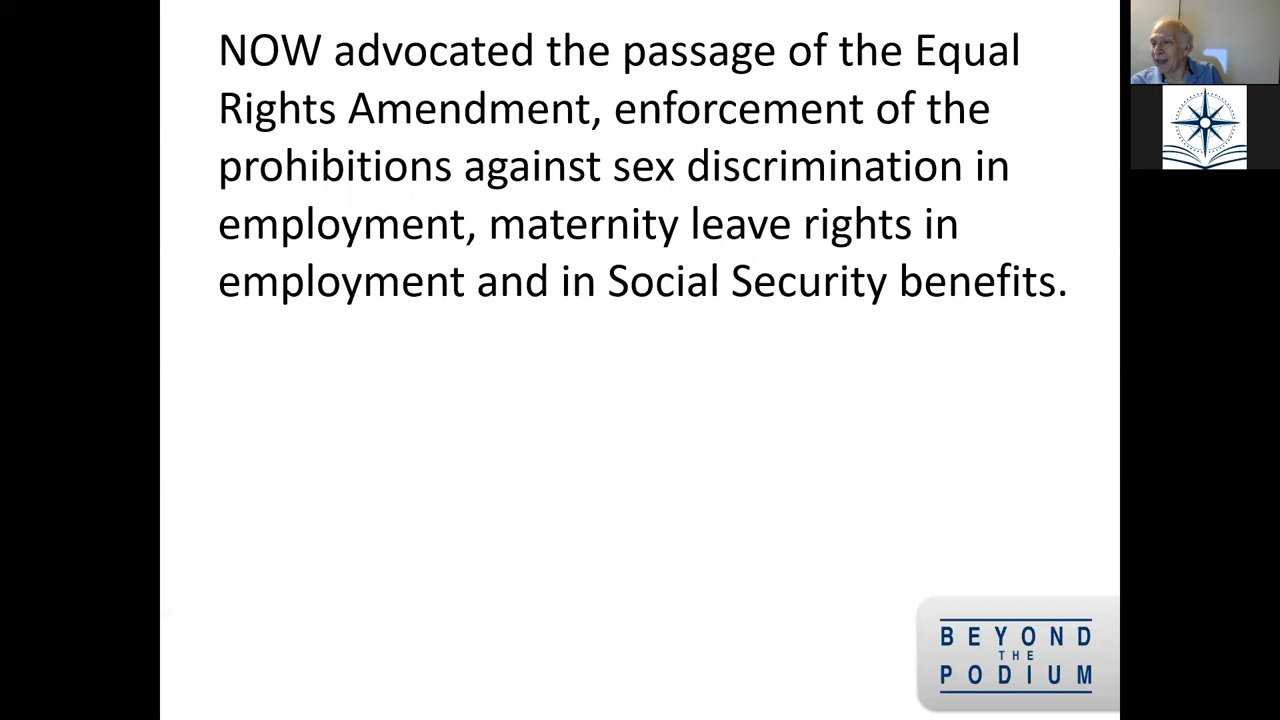 NOW advocated the passage of the Equal
Rights Amendment, enforcement of the
prohibitions against sex discrimination in
employment, maternity leave rights in
employment and in Social Security benefits.
BEYOND
THE
PODIUM